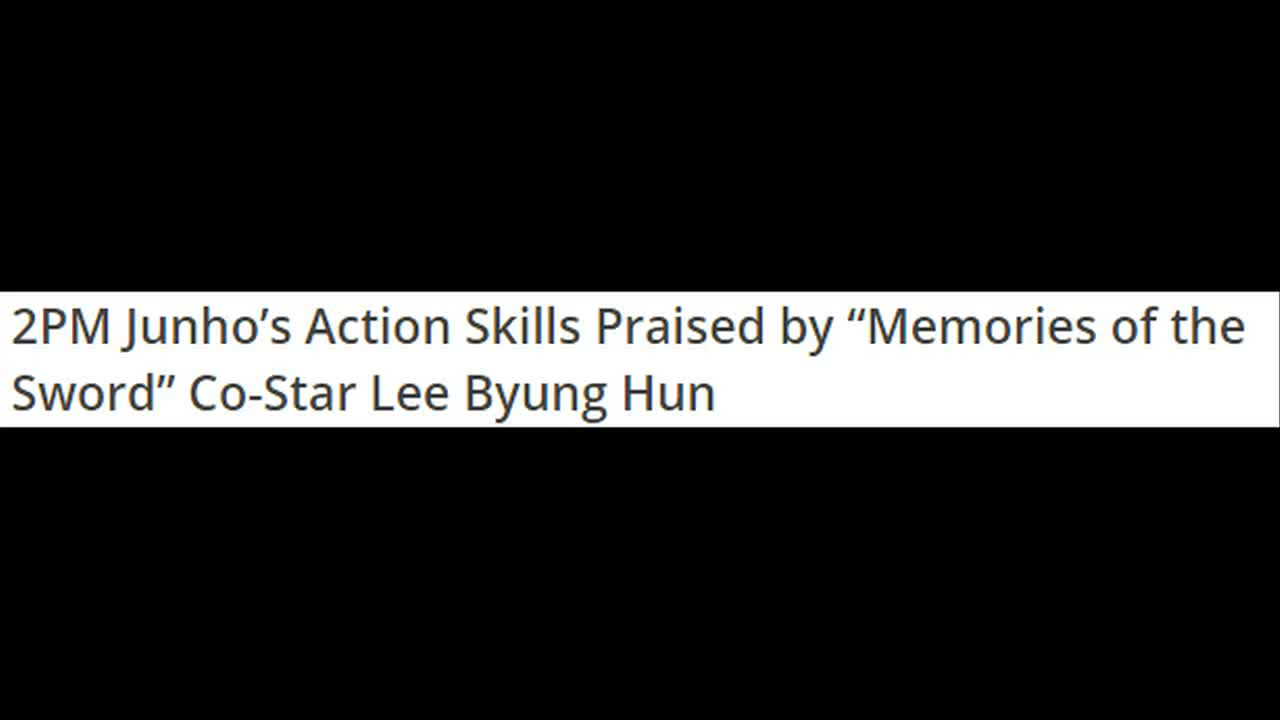 2PM Junho’s Action Skills Praised by “Memories of the
Sword” Co-Star Lee Byung Hun